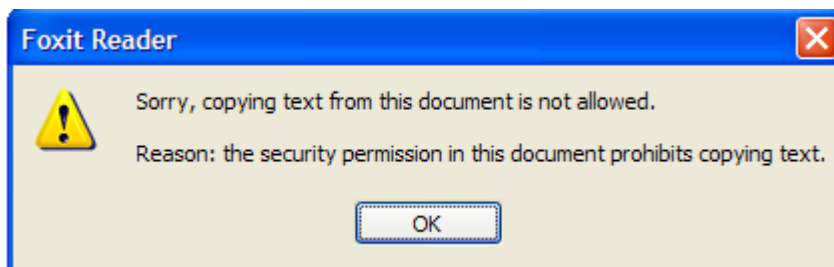 Foxit Reader
Sorry, copying text from this document is not allowed.
Reason: the security permission in this document prohibits copying text.
OK